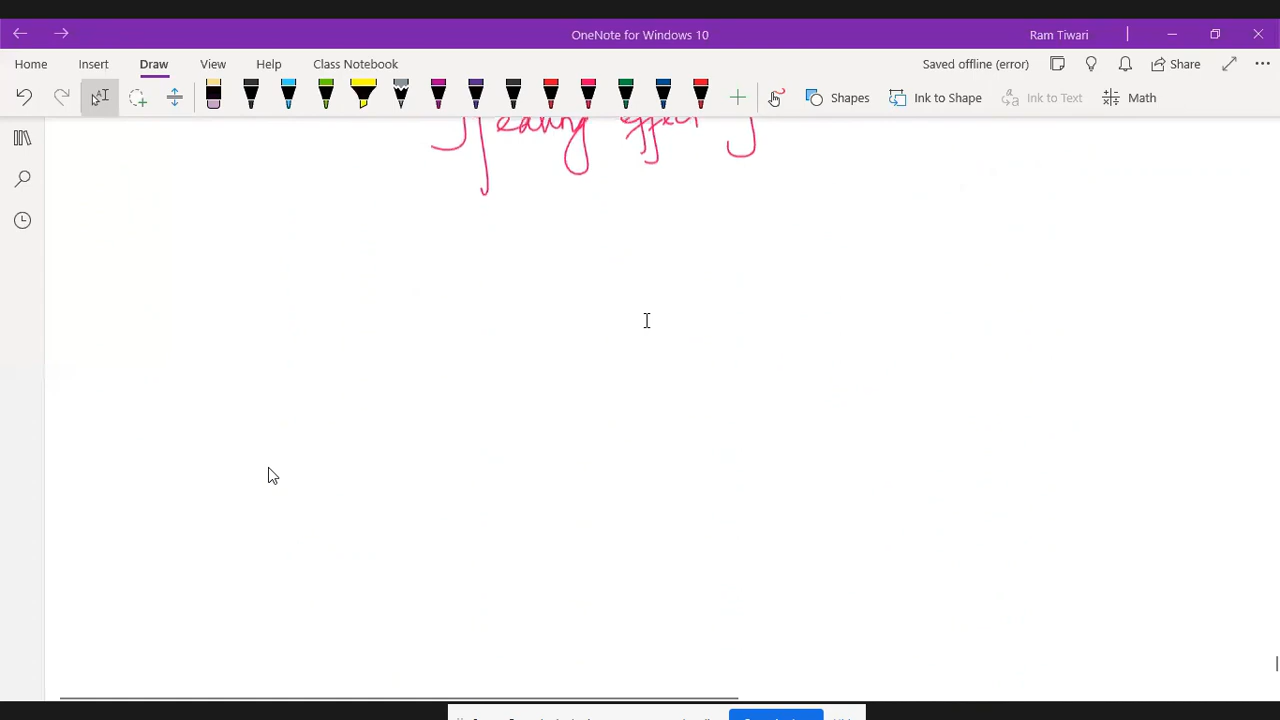 OneNote for Windows 10
Ram Tiwari
Home Insert Draw View Help Class Notebook
Saved offline (error)
Share
Shapes
Ink to Shape
Ink to Text
Math
effect